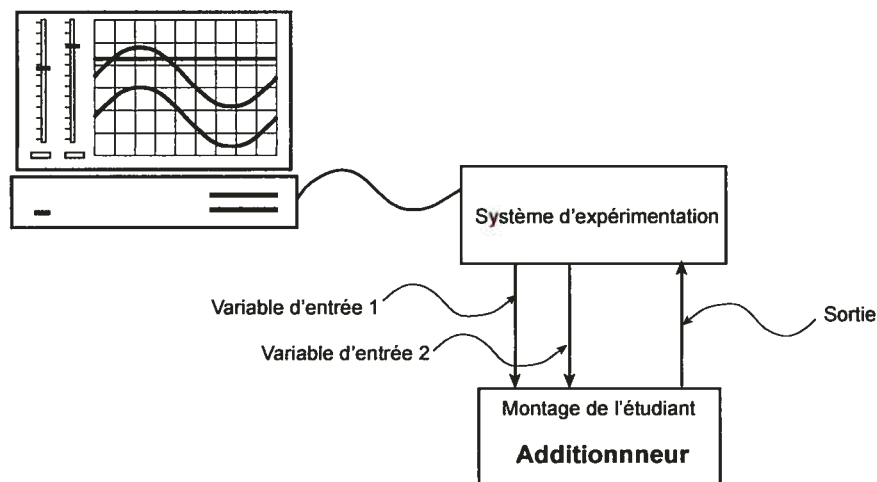 Système d'expérimentation
Variable d'entrée 1
Sortie
Variable d'entrée 2
Montage de l'étudiant
Additionnneur